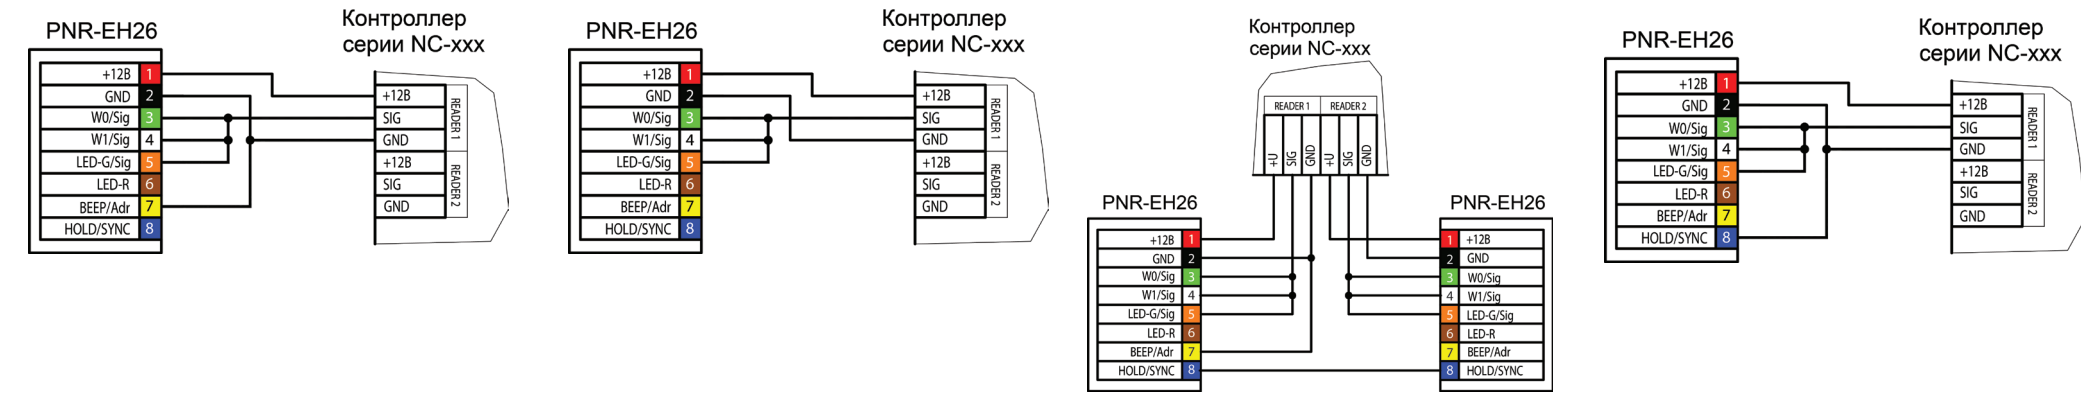 PNR-EH26
Контроллер
серии NC-xxx
+12В 1
GND 2
W0/Sig 3
W1/Sig 4
LED-G/Sig 5
LED-R 6
BEEP/Adr 7
HOLD/SYNC 8
+12В
SIG
GND
+12В
SIG
GND
READER 1
READER 2
PNR-EH26
Контроллер
серии NC-xxx
+12В 1
GND 2
W0/Sig 3
W1/Sig 4
LED-G/Sig 5
LED-R 6
BEEP/Adr 7
HOLD/SYNC 8
+12В
SIG
GND
+12В
SIG
GND
READER 1
READER 2
Контроллер
серии NC-xxx
READER 1 READER 2
+U SIG GND +U SIG GND
PNR-EH26
+12В 1
GND 2
W0/Sig 3
W1/Sig 4
LED-G/Sig 5
LED-R 6
BEEP/Adr 7
HOLD/SYNC 8
PNR-EH26
1 +12В
2 GND
3 W0/Sig
4 W1/Sig
5 LED-G/Sig
6 LED-R
7 BEEP/Adr
8 HOLD/SYNC
PNR-EH26
Контроллер
серии NC-xxx
+12В 1
GND 2
W0/Sig 3
W1/Sig 4
LED-G/Sig 5
LED-R 6
BEEP/Adr 7
HOLD/SYNC 8
+12В
SIG
GND
+12В
SIG
GND
READER 1
READER 2